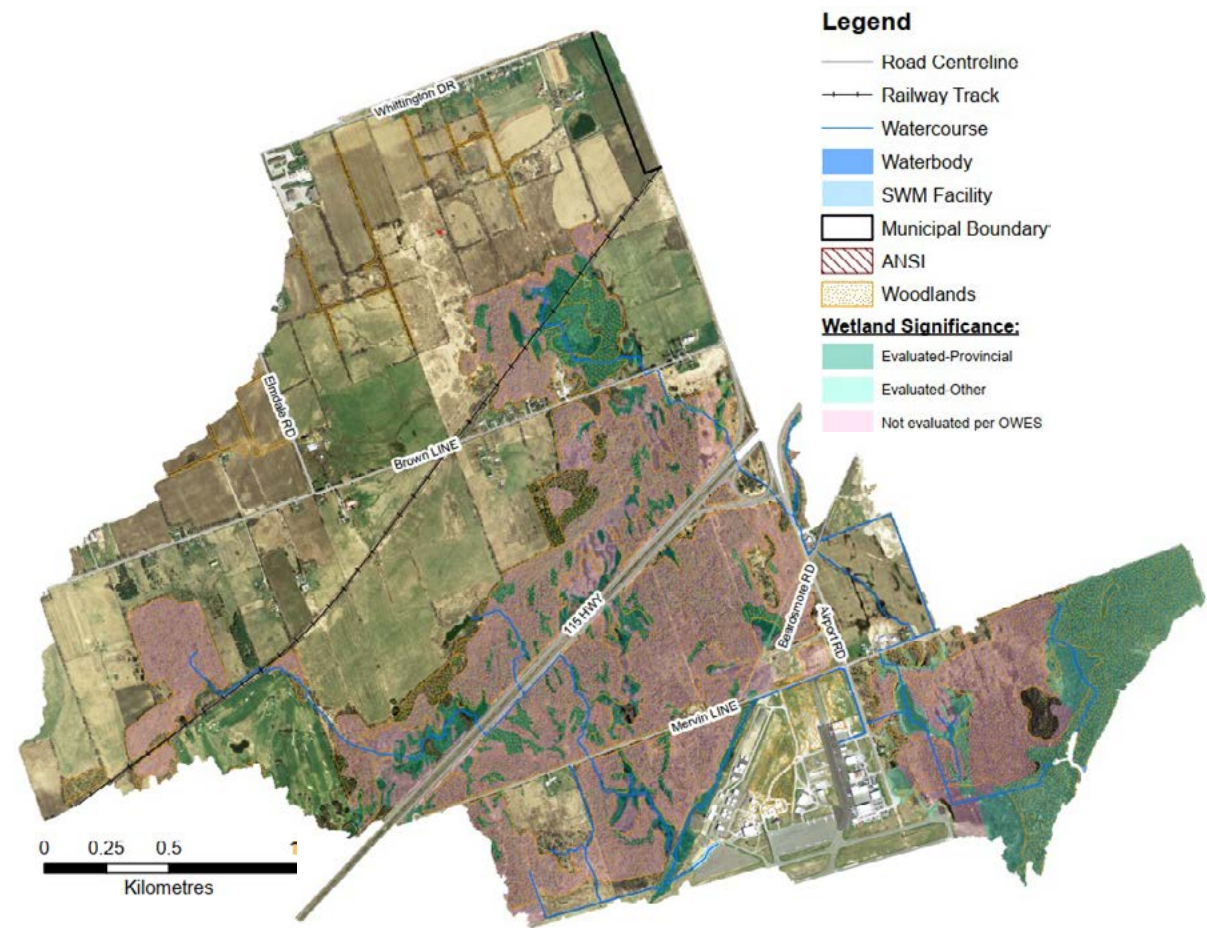 Legend
Road Centreline
Railway Track
Watercourse
Waterbody
SWM Facility
Municipal Boundary
ANSI
Woodlands
Wetland Significance:
Evaluated-Provincial
Evaluated-Other
Not evaluated per OWES
Whittington DR
Elmdale RD
Brown LINE
115 HWY
Bearsmore RD
Airport RD
Mervin LINE
0 0.25 0.5
Kilometres